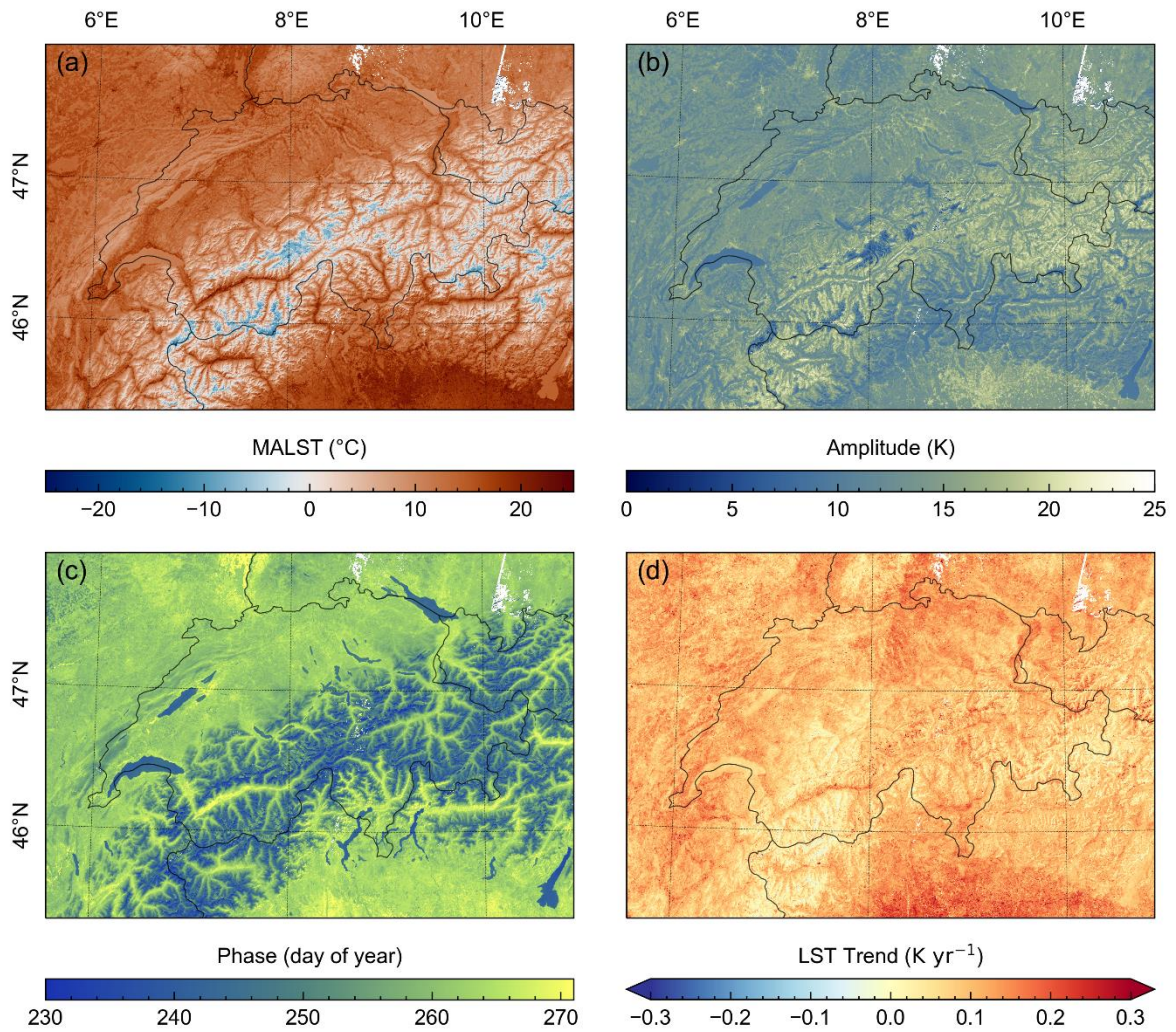 6°E 8°E 10°E 6°E 8°E 10°E
(a) (b)
47°N
46°N
MALST (°C) Amplitude (K)
−20 −10 0 10 20 0 5 10 15 20 25
(c) (d)
47°N
46°N
Phase (day of year) LST Trend (K yr⁻¹)
230 240 250 260 270 −0.3 −0.2 −0.1 0.0 0.1 0.2 0.3